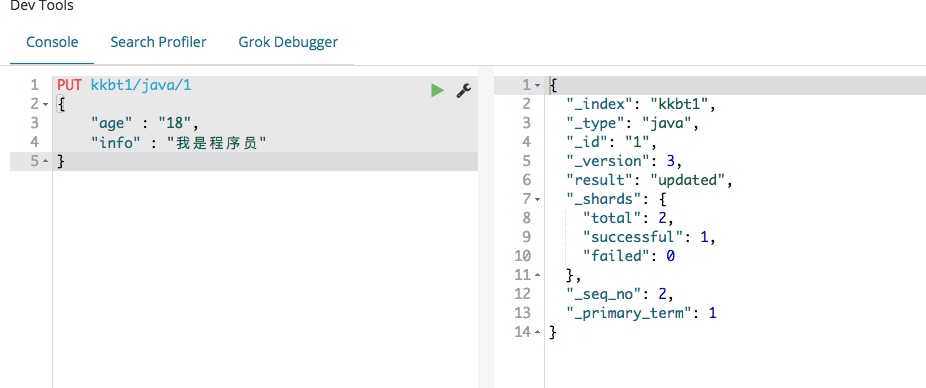 Dev Tools
Console Search Profiler Grok Debugger
1 PUT kkbt1/java/1
2 {
3 "age" : "18",
4 "info" : "我是程序员"
5 }
1 {
2 "_index": "kkbt1",
3 "_type": "java",
4 "_id": "1",
5 "_version": 3,
6 "result": "updated",
7 "_shards": {
8 "total": 2,
9 "successful": 1,
10 "failed": 0
11 },
12 "_seq_no": 2,
13 "_primary_term": 1
14 }